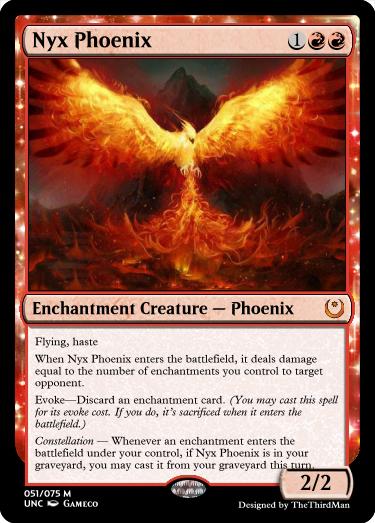 Nyx Phoenix 1
Enchantment Creature — Phoenix
Flying, haste
When Nyx Phoenix enters the battlefield, it deals damage
equal to the number of enchantments you control to target
opponent.
Evoke—Discard an enchantment card. (You may cast this spell
for its evoke cost. If you do, it's sacrificed when it enters the
battlefield.)
Constellation — Whenever an enchantment enters the
battlefield under your control, if Nyx Phoenix is in your
graveyard, you may cast it from your graveyard this turn.
2/2
051/075 M
UNC Gameco
Designed by TheThirdMan